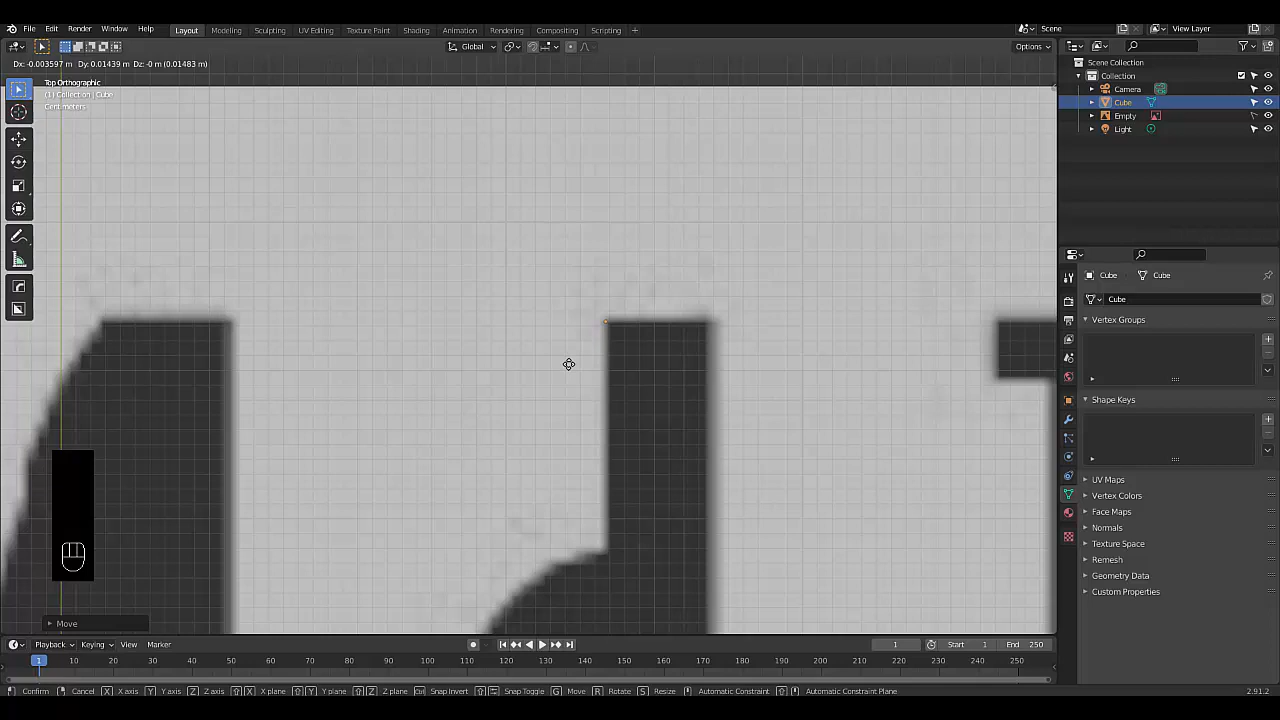 File Edit Render Window Help
Layout Modeling Sculpting UV Editing Texture Paint Shading Animation Rendering Compositing Scripting
Scene
View Layer
Global
Options
Dx: -0.003597 m Dy: 0.01439 m Dz: -0 m (0.01483 m)
Top Orthographic
(1) Collection | Cube
Centimeters
Scene Collection
Collection
Camera
Cube
Empty
Light
Cube Cube
Cube
Vertex Groups
Shape Keys
UV Maps
Vertex Colors
Face Maps
Normals
Texture Space
Remesh
Geometry Data
Custom Properties
Move
Playback Keying View Marker
1 Start 1 End 250
1 10 20 30 40 50 60 70 80 90 100 110 120 130 140 150 160 170 180 190 200 210 220 230 240 250
Confirm Cancel X X axis Y Y axis Z Z axis X X plane Y Y plane Z Z plane Snap Invert Snap Toggle G Move R Rotate S Resize Automatic Constraint Automatic Constraint Plane 2.91.2